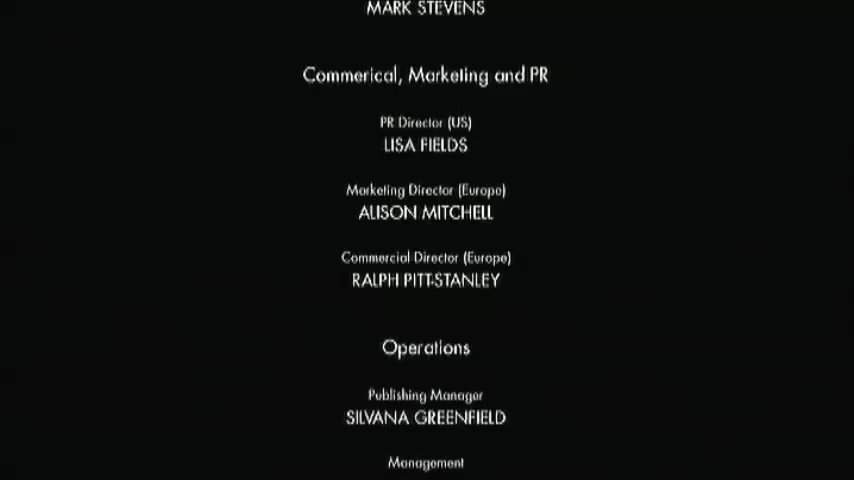 MARK STEVENS
Commerical, Marketing and PR
PR Director (US)
LISA FIELDS
Marketing Director (Europe)
ALISON MITCHELL
Commercial Director (Europe)
RALPH PITT-STANLEY
Operations
Publishing Manager
SILVANA GREENFIELD
Management